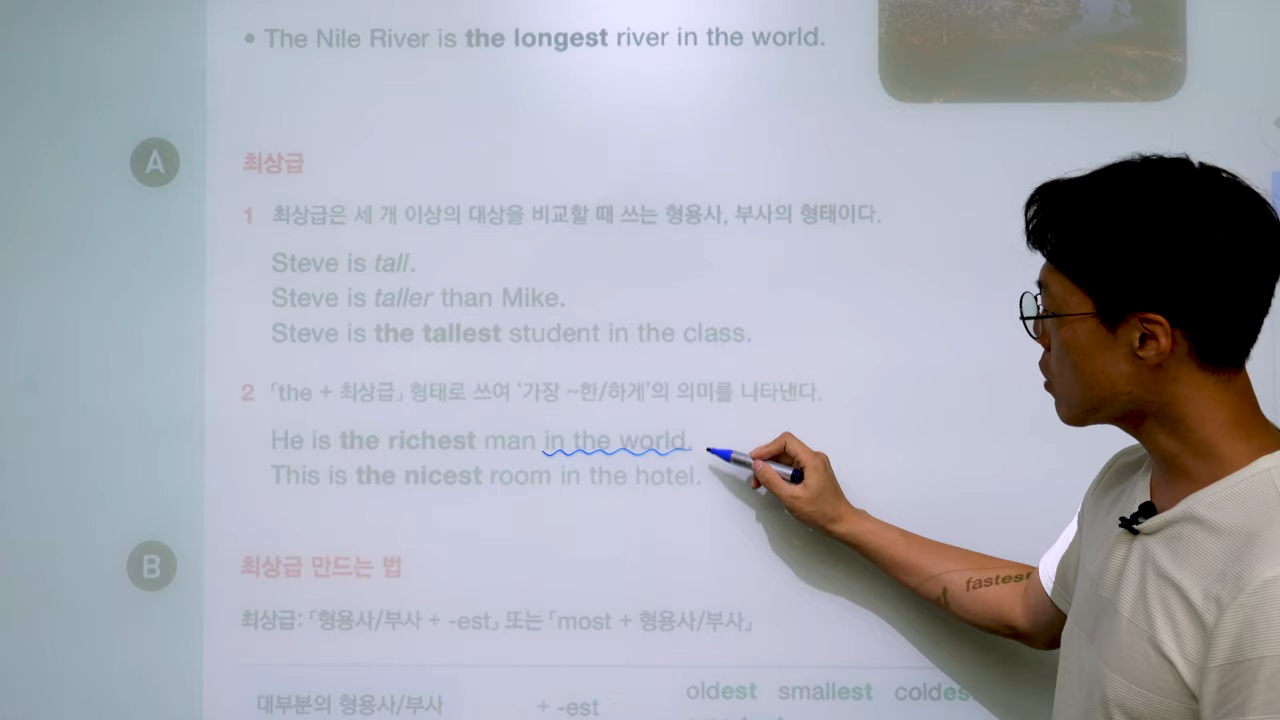 • The Nile River is the longest river in the world.
A
최상급
1 최상급은 세 개 이상의 대상을 비교할 때 쓰는 형용사, 부사의 형태이다.
Steve is tall.
Steve is taller than Mike.
Steve is the tallest student in the class.
2 「the + 최상급」 형태로 쓰여 ‘가장 ~한/하게’의 의미를 나타낸다.
He is the richest man in the world.
This is the nicest room in the hotel.
B
최상급 만드는 법
최상급: 「형용사/부사 + -est」 또는 「most + 형용사/부사」
대부분의 형용사/부사 + -est oldest smallest coldes
fastest